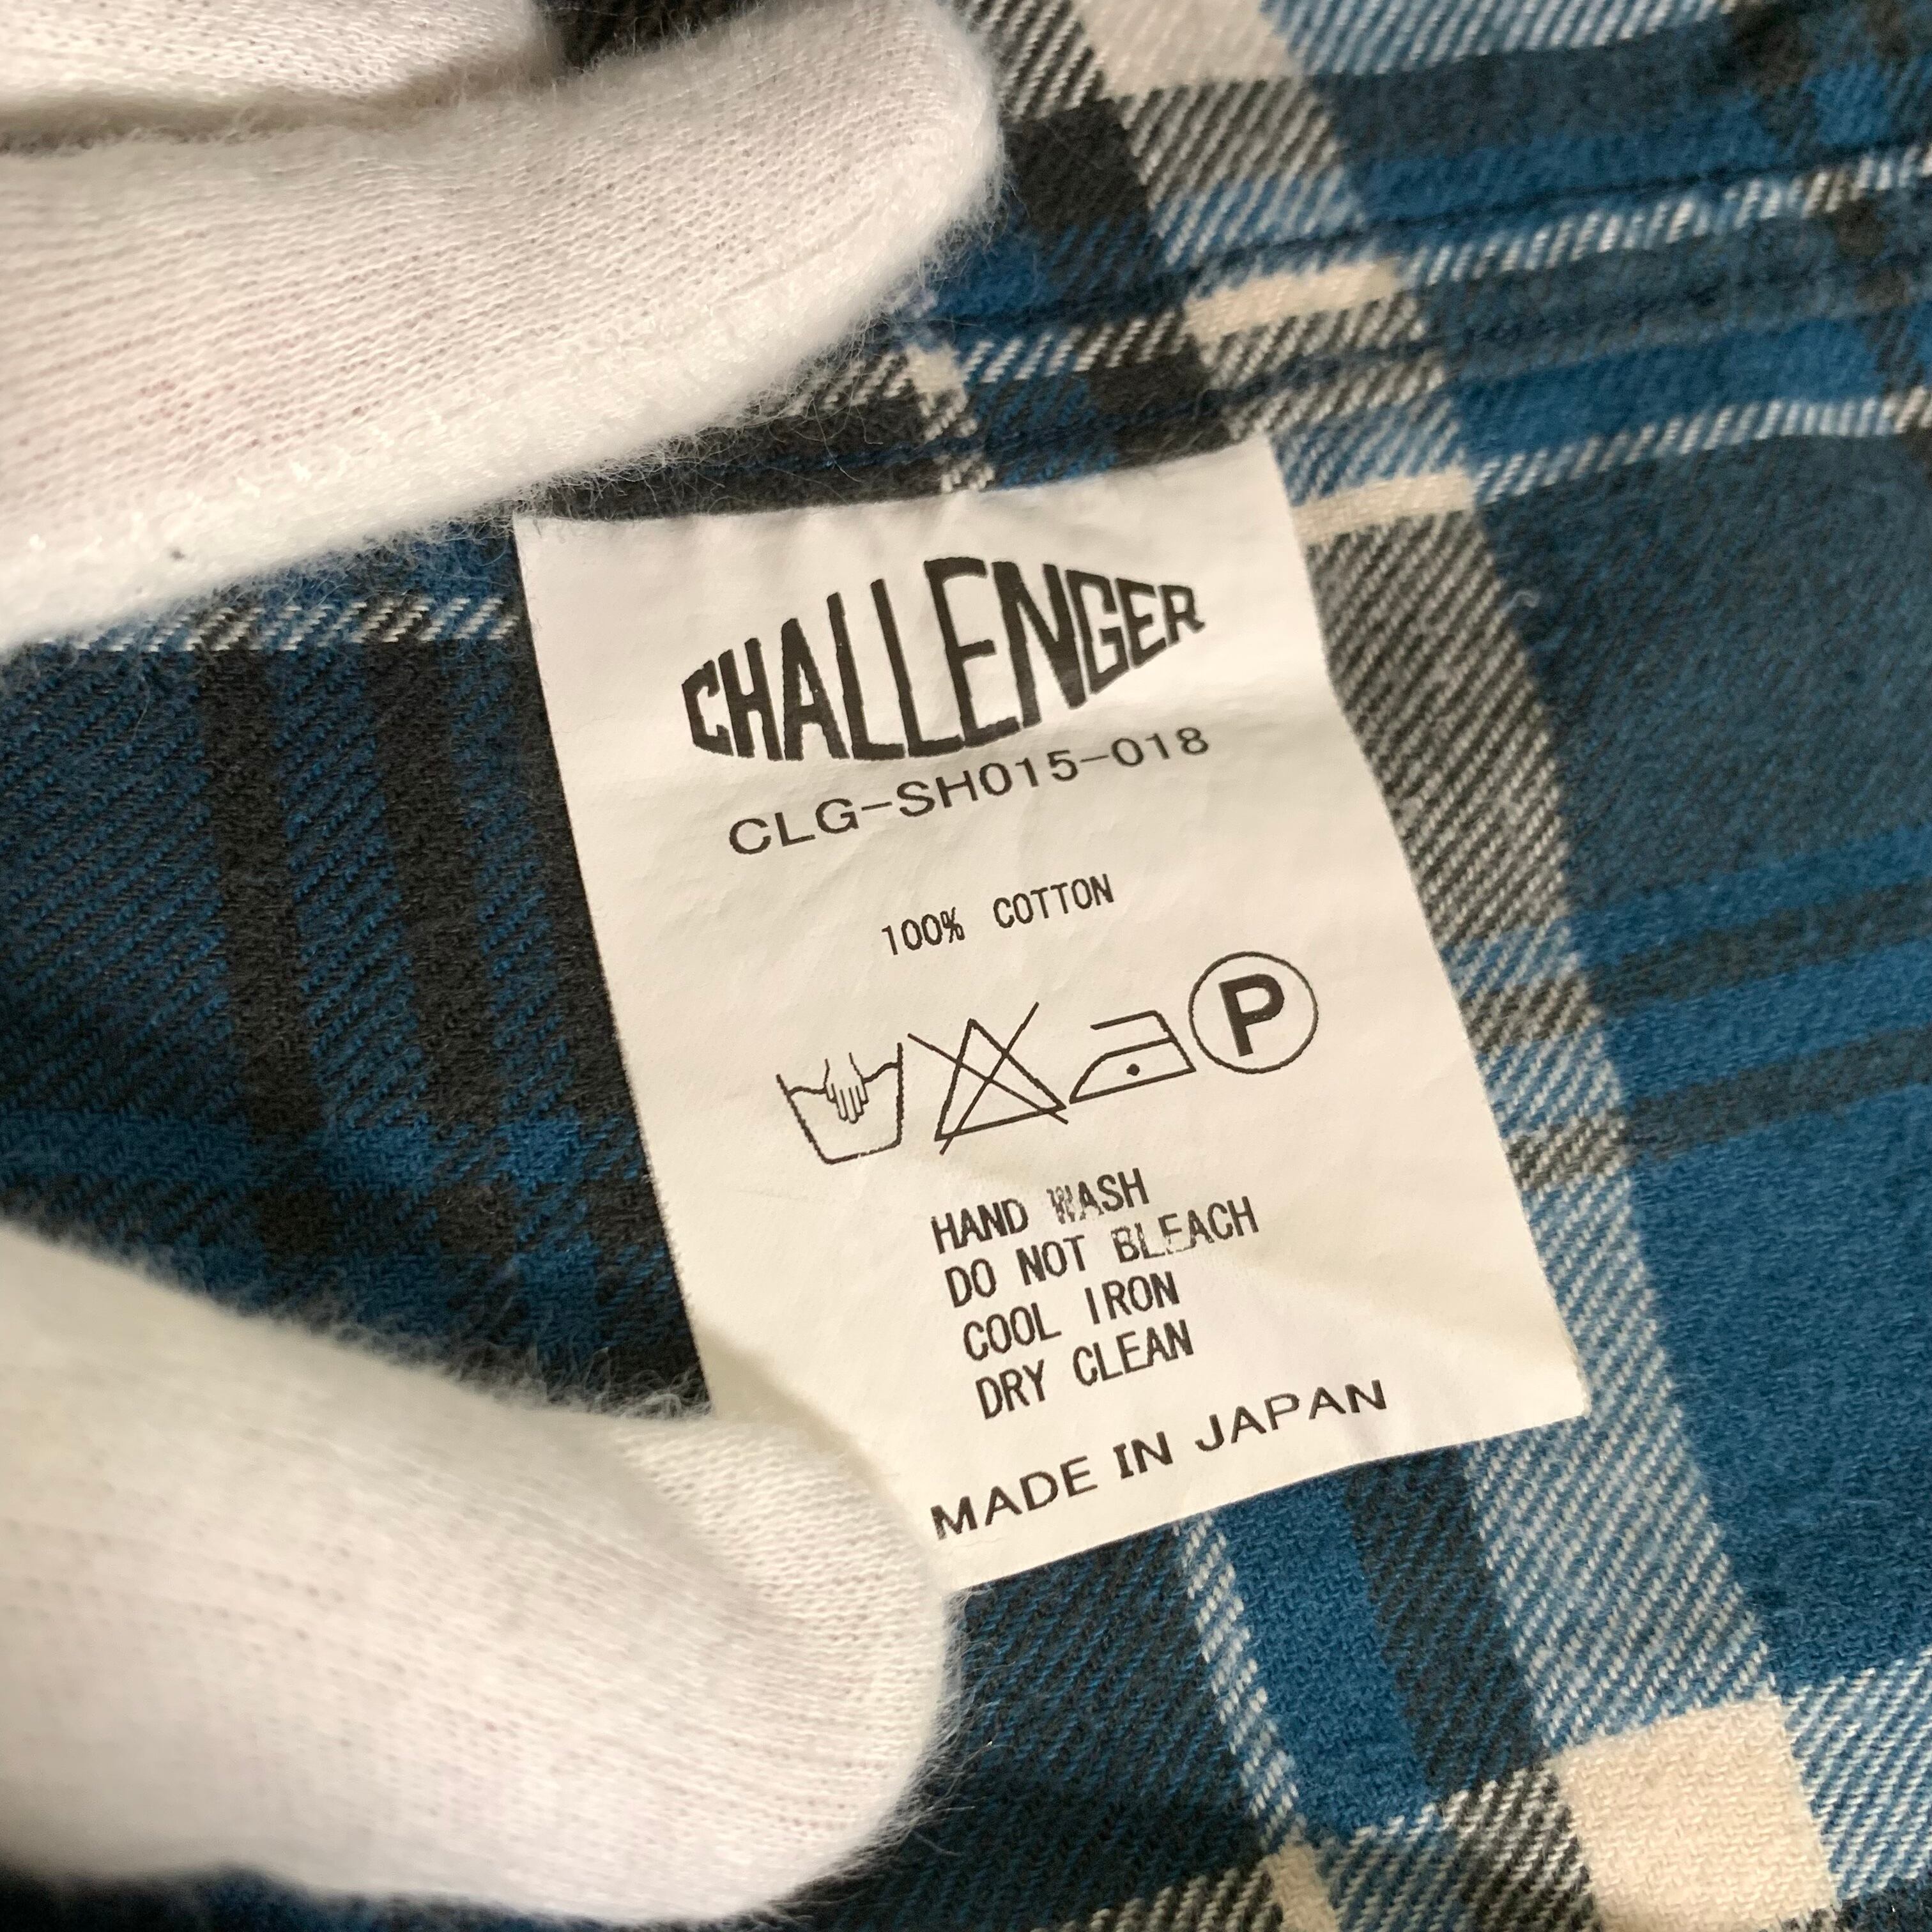 CHALLENGER
CLG-SH015-018
100% COTTON
P
HAND WASH
DO NOT BLEACH
COOL IRON
DRY CLEAN
MADE IN JAPAN